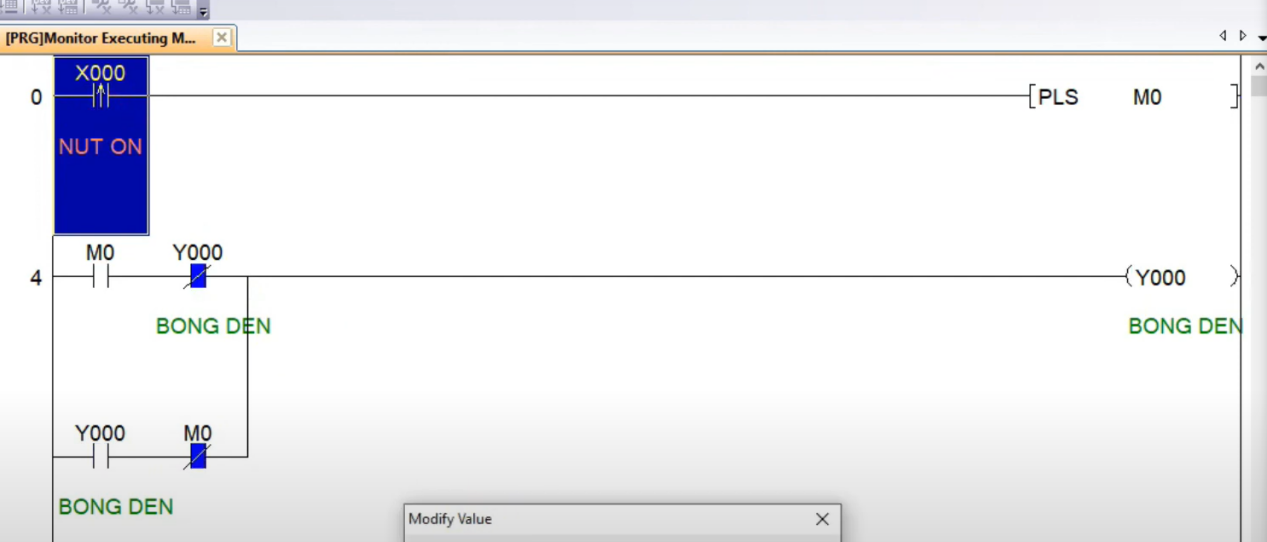 [PRG]Monitor Executing M...
X000
0
[PLS M0 ]
NUT ON
M0 Y000
4
(Y000 )
BONG DEN BONG DEN
Y000 M0
BONG DEN
Modify Value